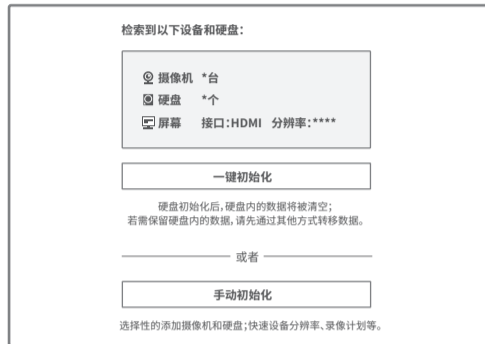 检索到以下设备和硬盘：
摄像机 *台
硬盘 *个
屏幕 接口：HDMI 分辨率：****
一键初始化
硬盘初始化后，硬盘内的数据将被清空；
若需保留硬盘内的数据，请先通过其他方式转移数据。
或者
手动初始化
选择性的添加摄像机和硬盘；快速设备分辨率、录像计划等。